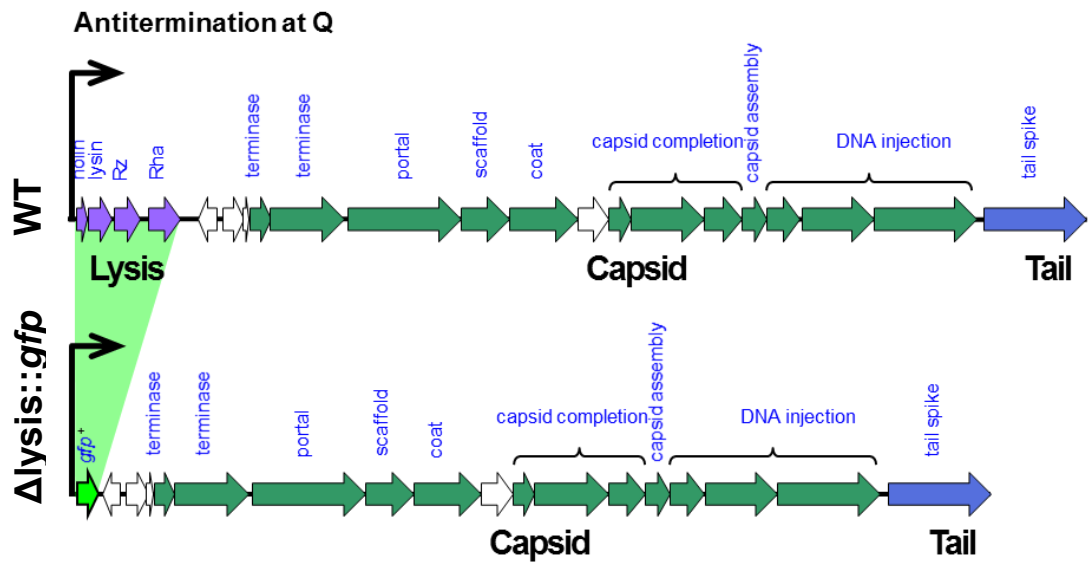 Antitermination at Q
WT
holin
lysin
Rz
Rha
terminase
terminase
portal
scaffold
coat
capsid completion
capsid assembly
DNA injection
tail spike
Lysis
Capsid
Tail
Δlysis::gfp
gfp+
terminase
terminase
portal
scaffold
coat
capsid completion
capsid assembly
DNA injection
tail spike
Capsid
Tail